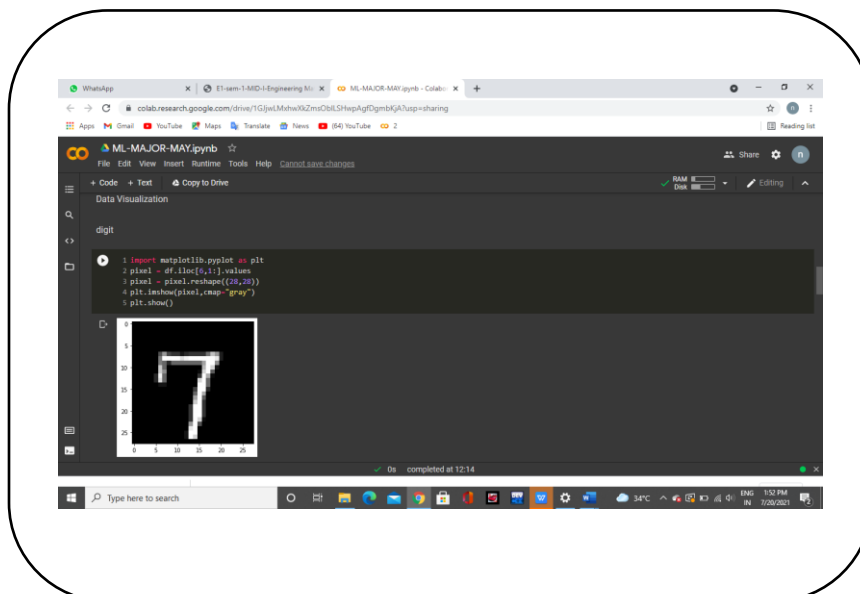 WhatsApp
E1-sem-1-MID-I-Engineering Ma
ML-MAJOR-MAY.ipynb - Colabor
colab.research.google.com/drive/1GJjwLMxhwXkZmsObiLSHwpAgfDgmbKjA?usp=sharing
Apps Gmail YouTube Maps Translate News (64) YouTube 2 Reading list
ML-MAJOR-MAY.ipynb
Share n
File Edit View Insert Runtime Tools Help Cannot save changes
+ Code + Text Copy to Drive RAM Disk Editing
Data Visualization
digit
1 import matplotlib.pyplot as plt
2 pixel = df.iloc[6,1:].values
3 pixel = pixel.reshape((28,28))
4 plt.imshow(pixel,cmap="gray")
5 plt.show()
0
5
10
15
20
25
7
0 5 10 15 20 25
0s completed at 12:14
Type here to search 34°C ENG IN 1:52 PM 7/20/2021 2